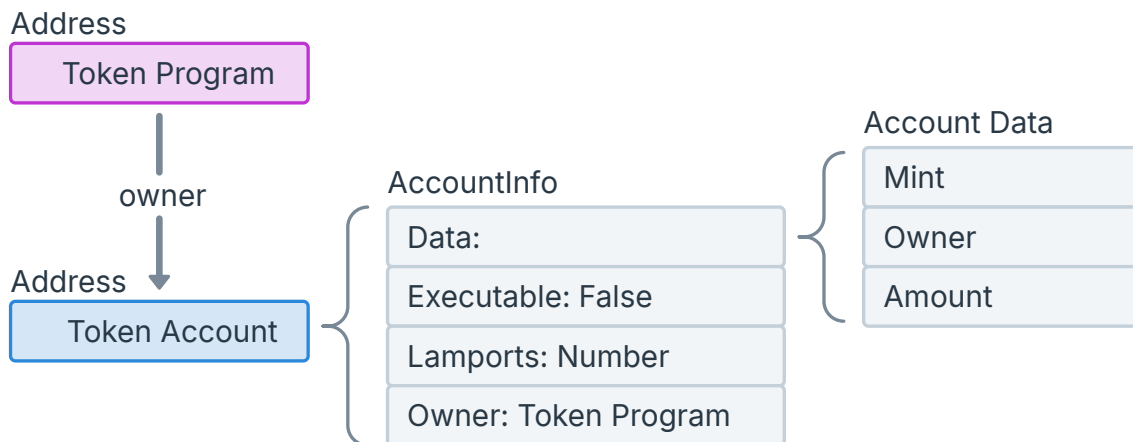 Address
Token Program
owner
Address
Token Account
AccountInfo
Data:
Executable: False
Lamports: Number
Owner: Token Program
Account Data
Mint
Owner
Amount